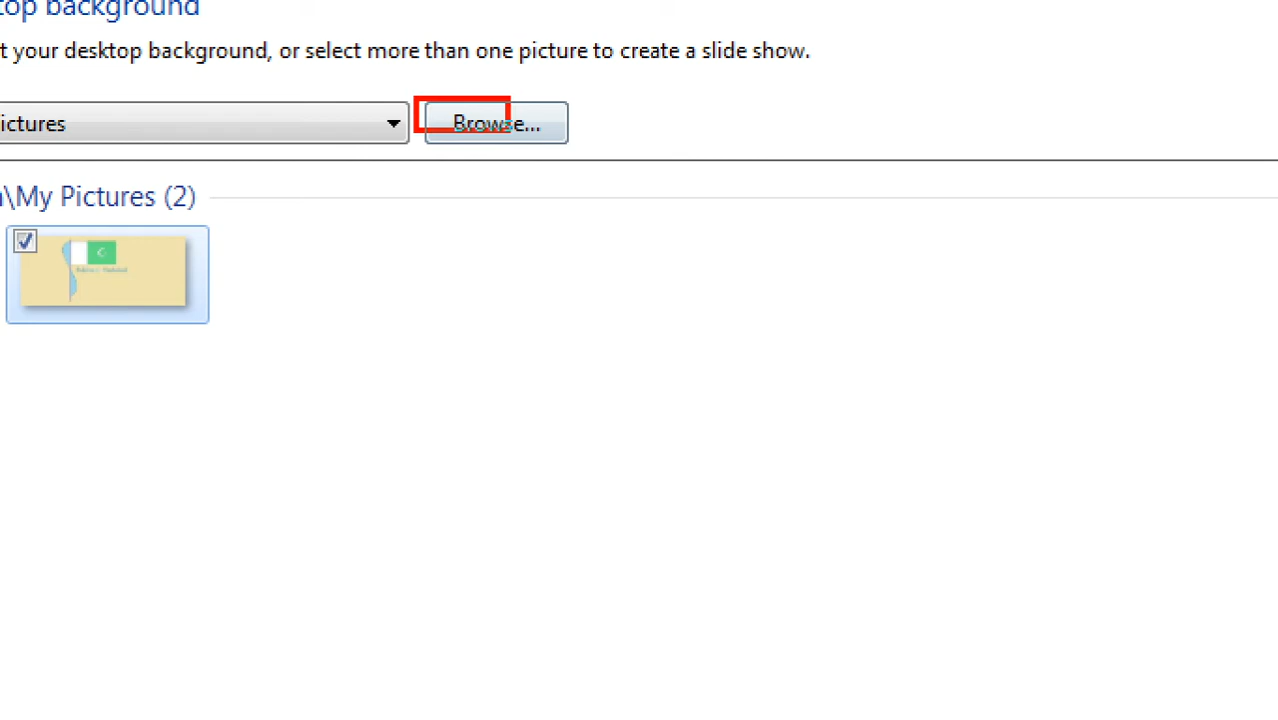 top background
t your desktop background, or select more than one picture to create a slide show.
ictures
Browse...
\My Pictures (2)